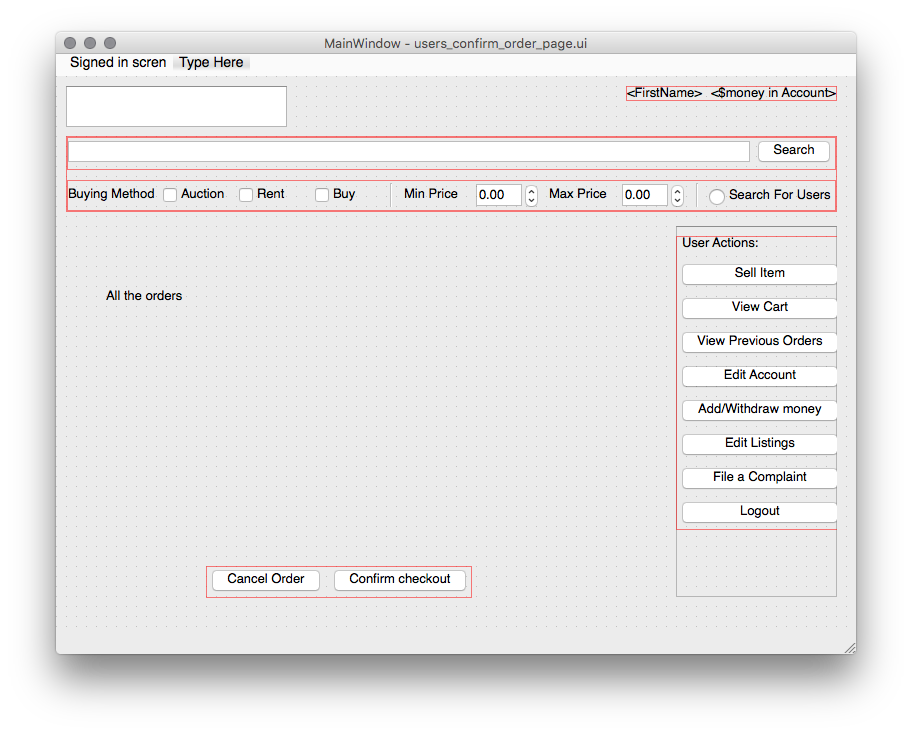 MainWindow - users_confirm_order_page.ui
Signed in scren Type Here
<FirstName> <$money in Account>
Search
Buying Method Auction Rent Buy Min Price 0.00 Max Price 0.00 Search For Users
User Actions:
Sell Item
All the orders
View Cart
View Previous Orders
Edit Account
Add/Withdraw money
Edit Listings
File a Complaint
Logout
Cancel Order Confirm checkout